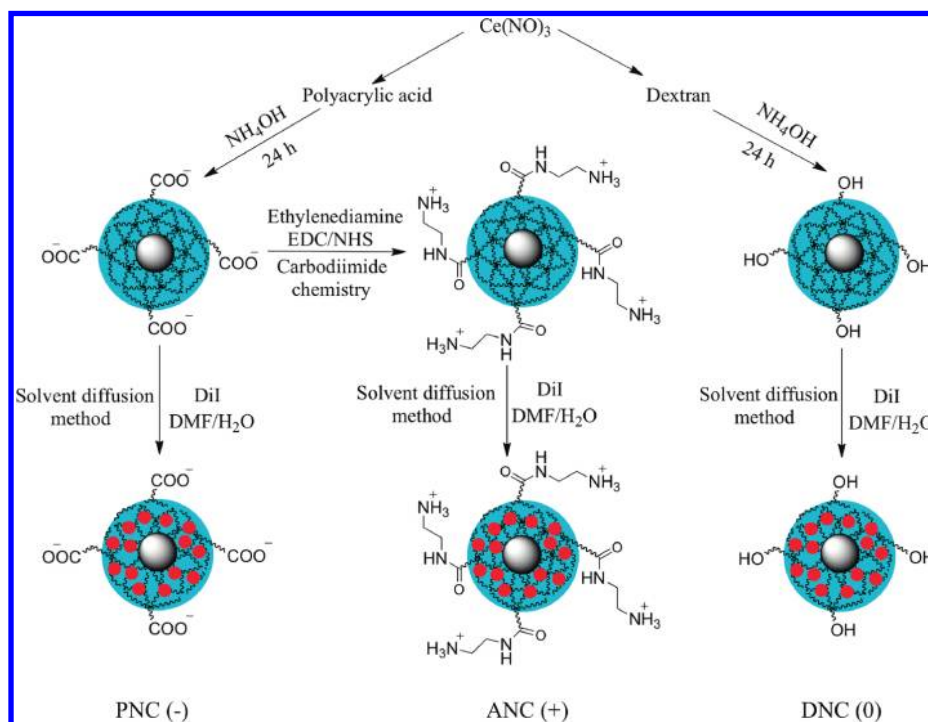 Ce(NO)₃
Polyacrylic acid
Dextran
NH₄OH
24 h
NH₄OH
24 h
COO⁻
⁻OOC
COO⁻
COO⁻
Ethylenediamine
EDC/NHS
Carbodiimide
chemistry
O
H
N
NH₃⁺
NH₃⁺
NH
O
O
HN
NH₃⁺
H₃N⁺
N
H
O
OH
HO
OH
OH
Solvent diffusion
method
DiI
DMF/H₂O
Solvent diffusion
method
DiI
DMF/H₂O
Solvent diffusion
method
DiI
DMF/H₂O
COO⁻
⁻OOC
COO⁻
COO⁻
O
H
N
NH₃⁺
NH₃⁺
NH
O
O
HN
NH₃⁺
H₃N⁺
N
H
O
OH
HO
OH
OH
PNC (-)
ANC (+)
DNC (0)